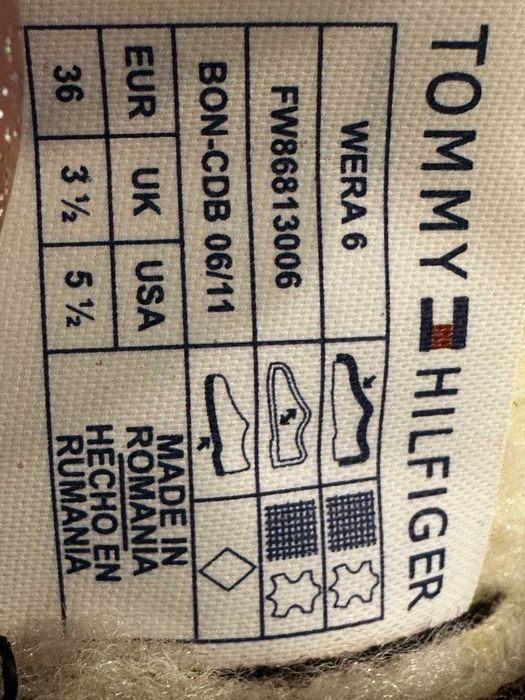 TOMMY HILFIGER
WERA 6
FW86813006
BON-CDB 06/11
EUR UK USA
36 3 ½ 5 ½
MADE IN
ROMANIA
HECHO EN
RUMANIA